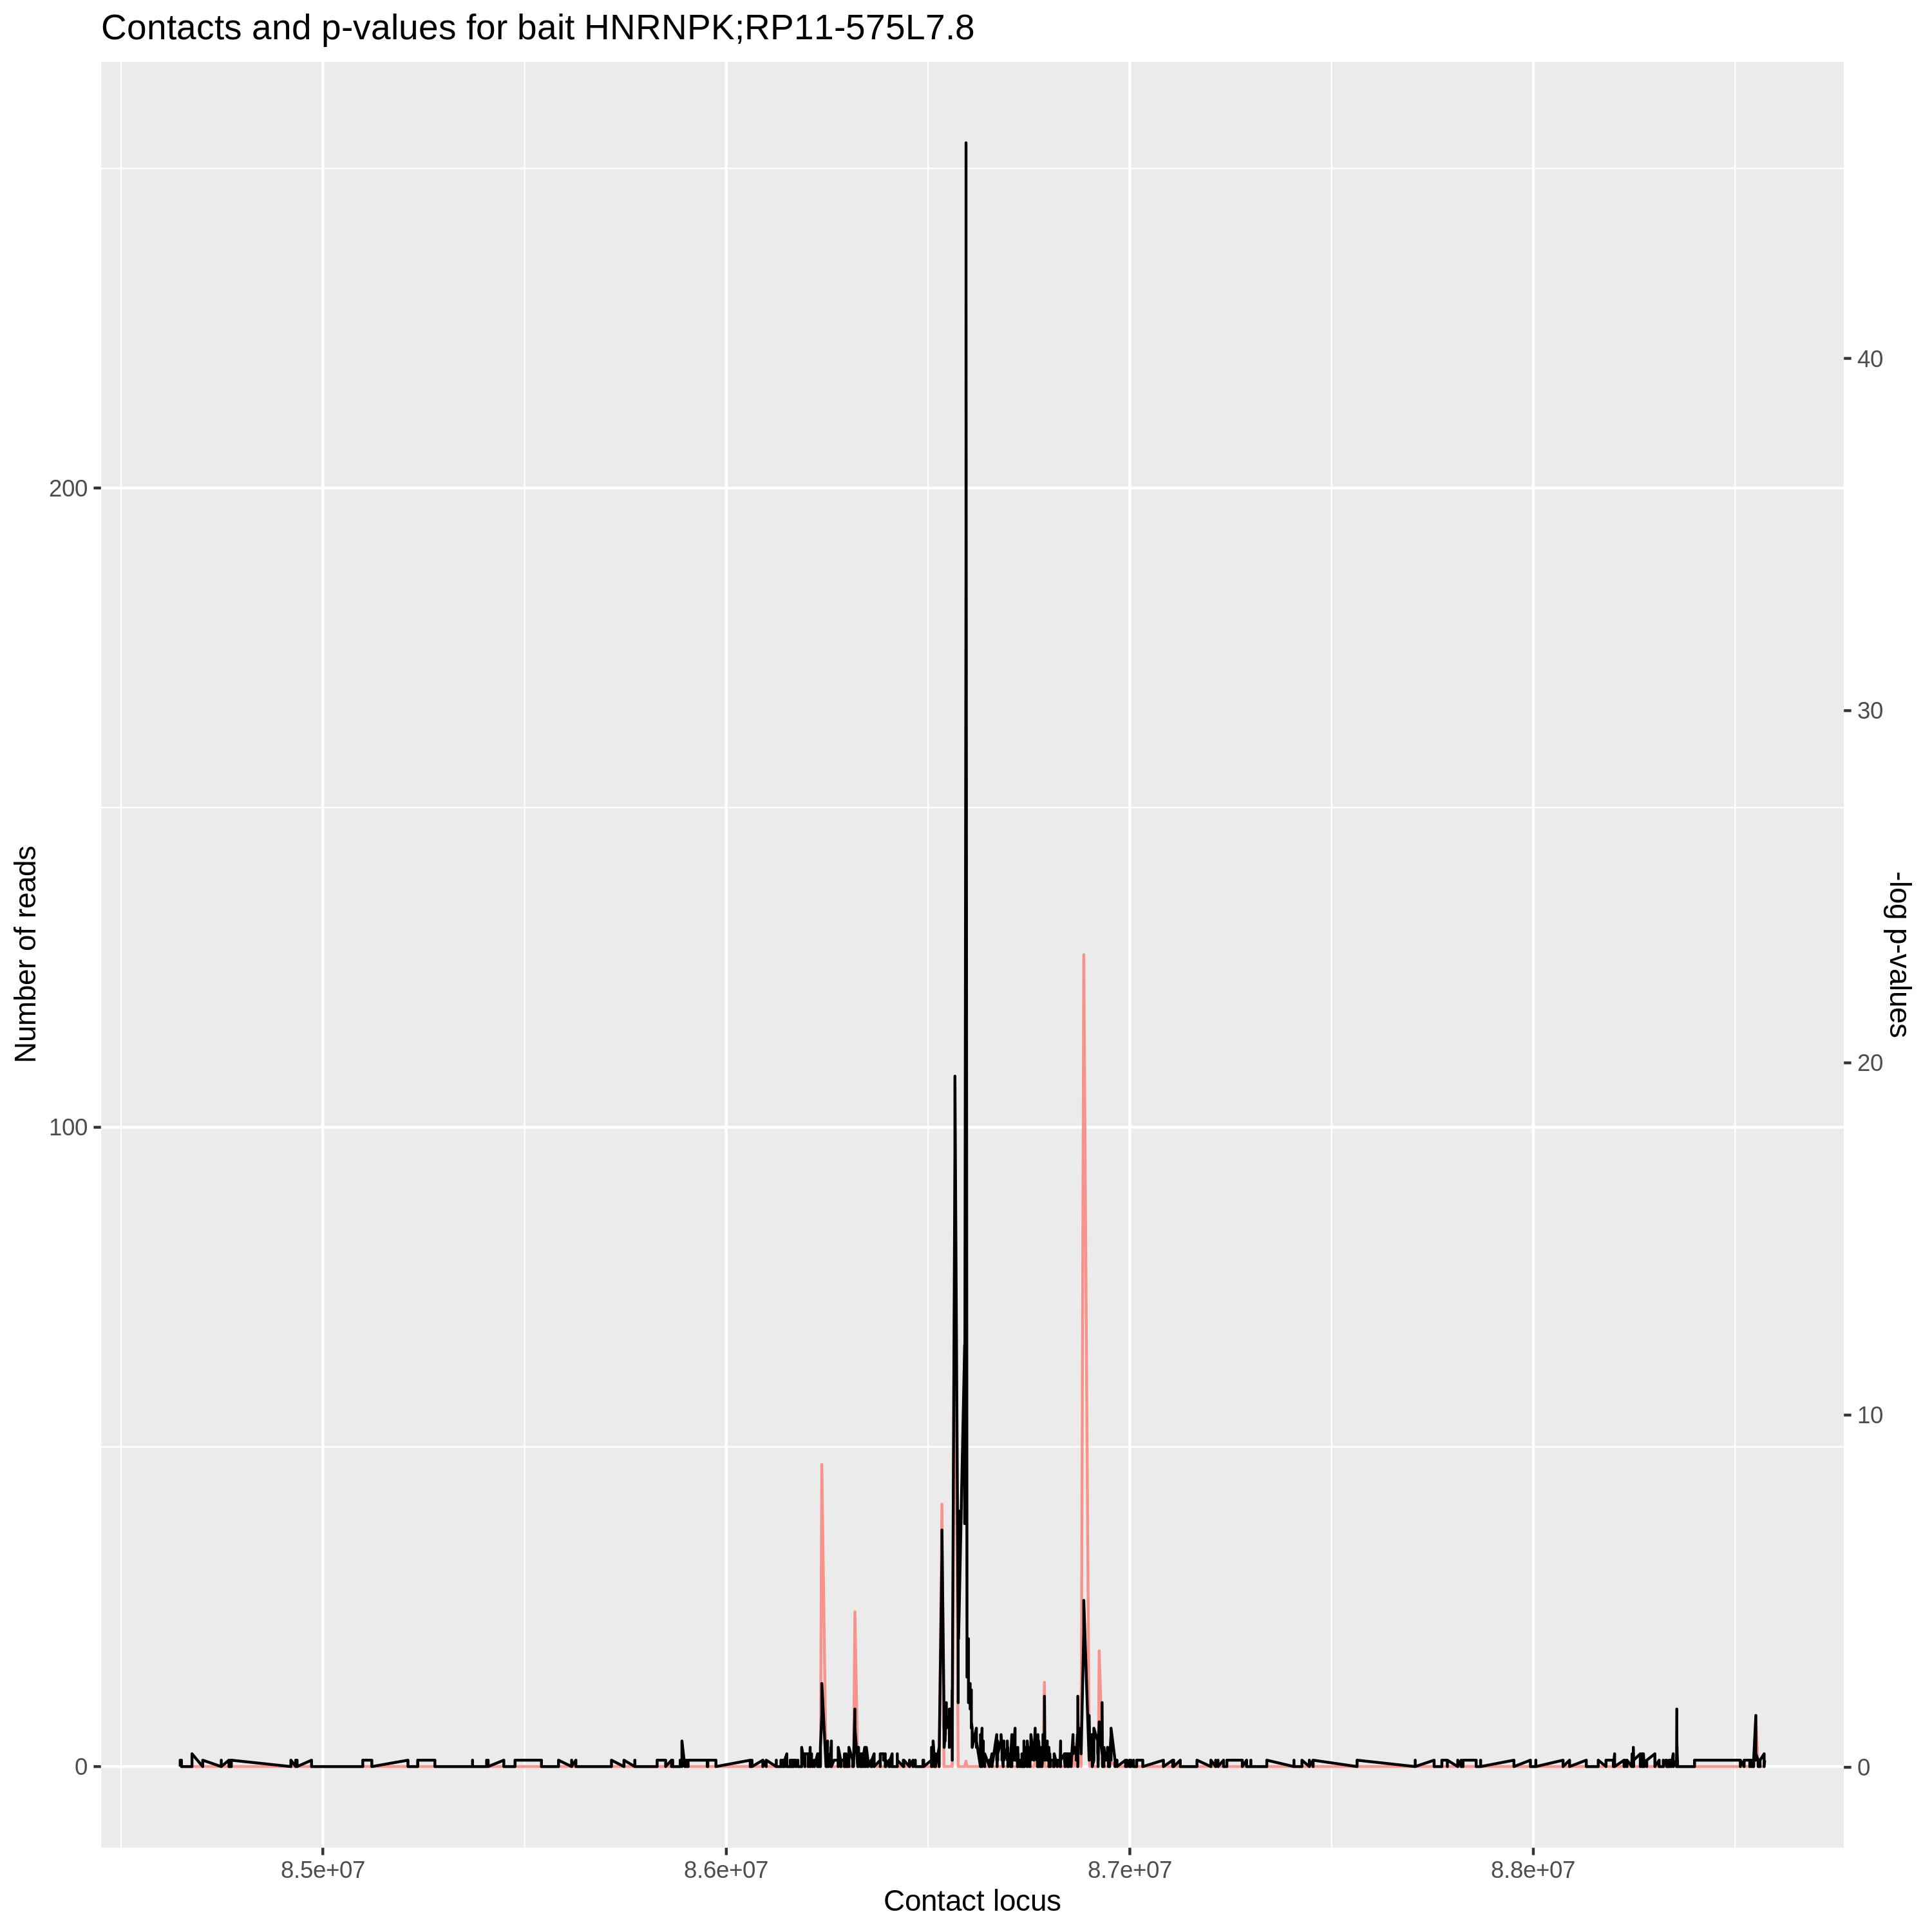 Contacts and p-values for bait HNRNPK;RP11-575L7.8
200
100
0
Number of reads
40
30
20
10
0
-log p-values
8.5e+07
8.6e+07
8.7e+07
8.8e+07
Contact locus